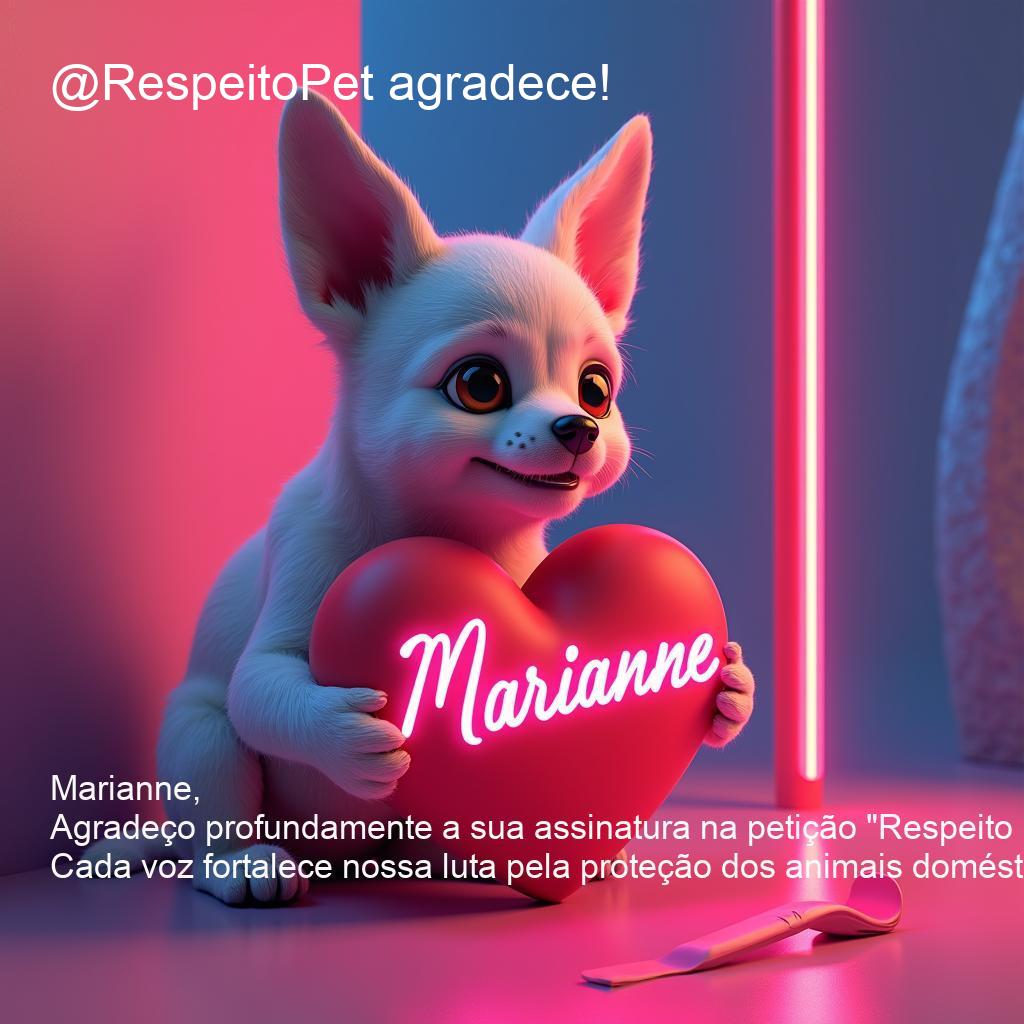 @RespeitoPet agradece!
Marianne
Marianne,
Agradeço profundamente a sua assinatura na petição "Respeito
Cada voz fortalece nossa luta pela proteção dos animais domést